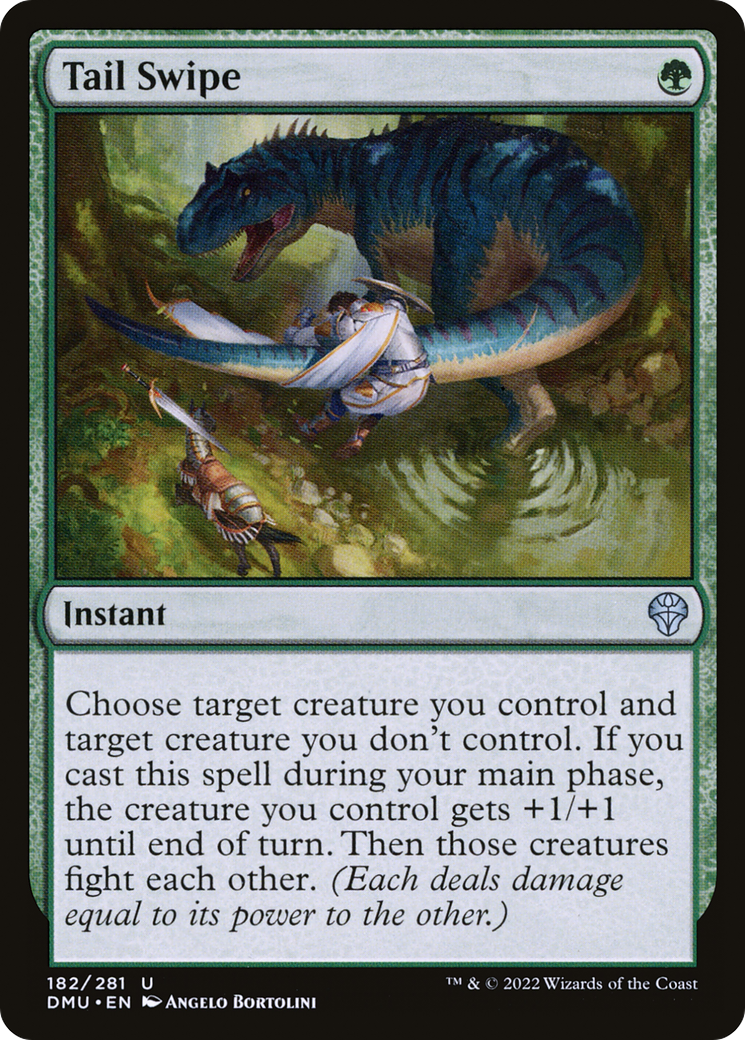 Tail Swipe
Instant
Choose target creature you control and
target creature you don't control. If you
cast this spell during your main phase,
the creature you control gets +1/+1
until end of turn. Then those creatures
fight each other. (Each deals damage
equal to its power to the other.)
182/281 U
DMU • EN Angelo Bortolini
™ & © 2022 Wizards of the Coast